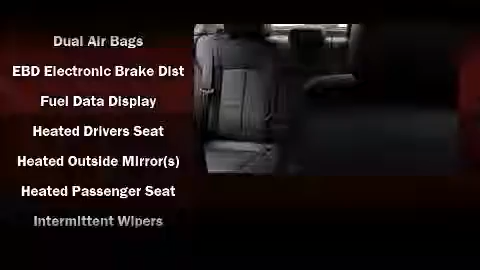 Dual Air Bags
EBD Electronic Brake Dist
Fuel Data Display
Heated Drivers Seat
Heated Outside Mirror(s)
Heated Passenger Seat
Intermittent Wipers